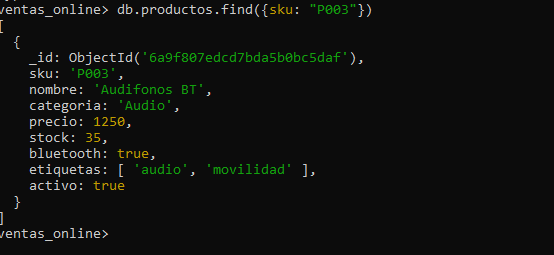 ventas_online> db.productos.find({sku: "P003"})
[
  {
    _id: ObjectId('6a9f807edcd7bda5b0bc5daf'),
    sku: 'P003',
    nombre: 'Audifonos BT',
    categoria: 'Audio',
    precio: 1250,
    stock: 35,
    bluetooth: true,
    etiquetas: [ 'audio', 'movilidad' ],
    activo: true
  }
]
ventas_online>